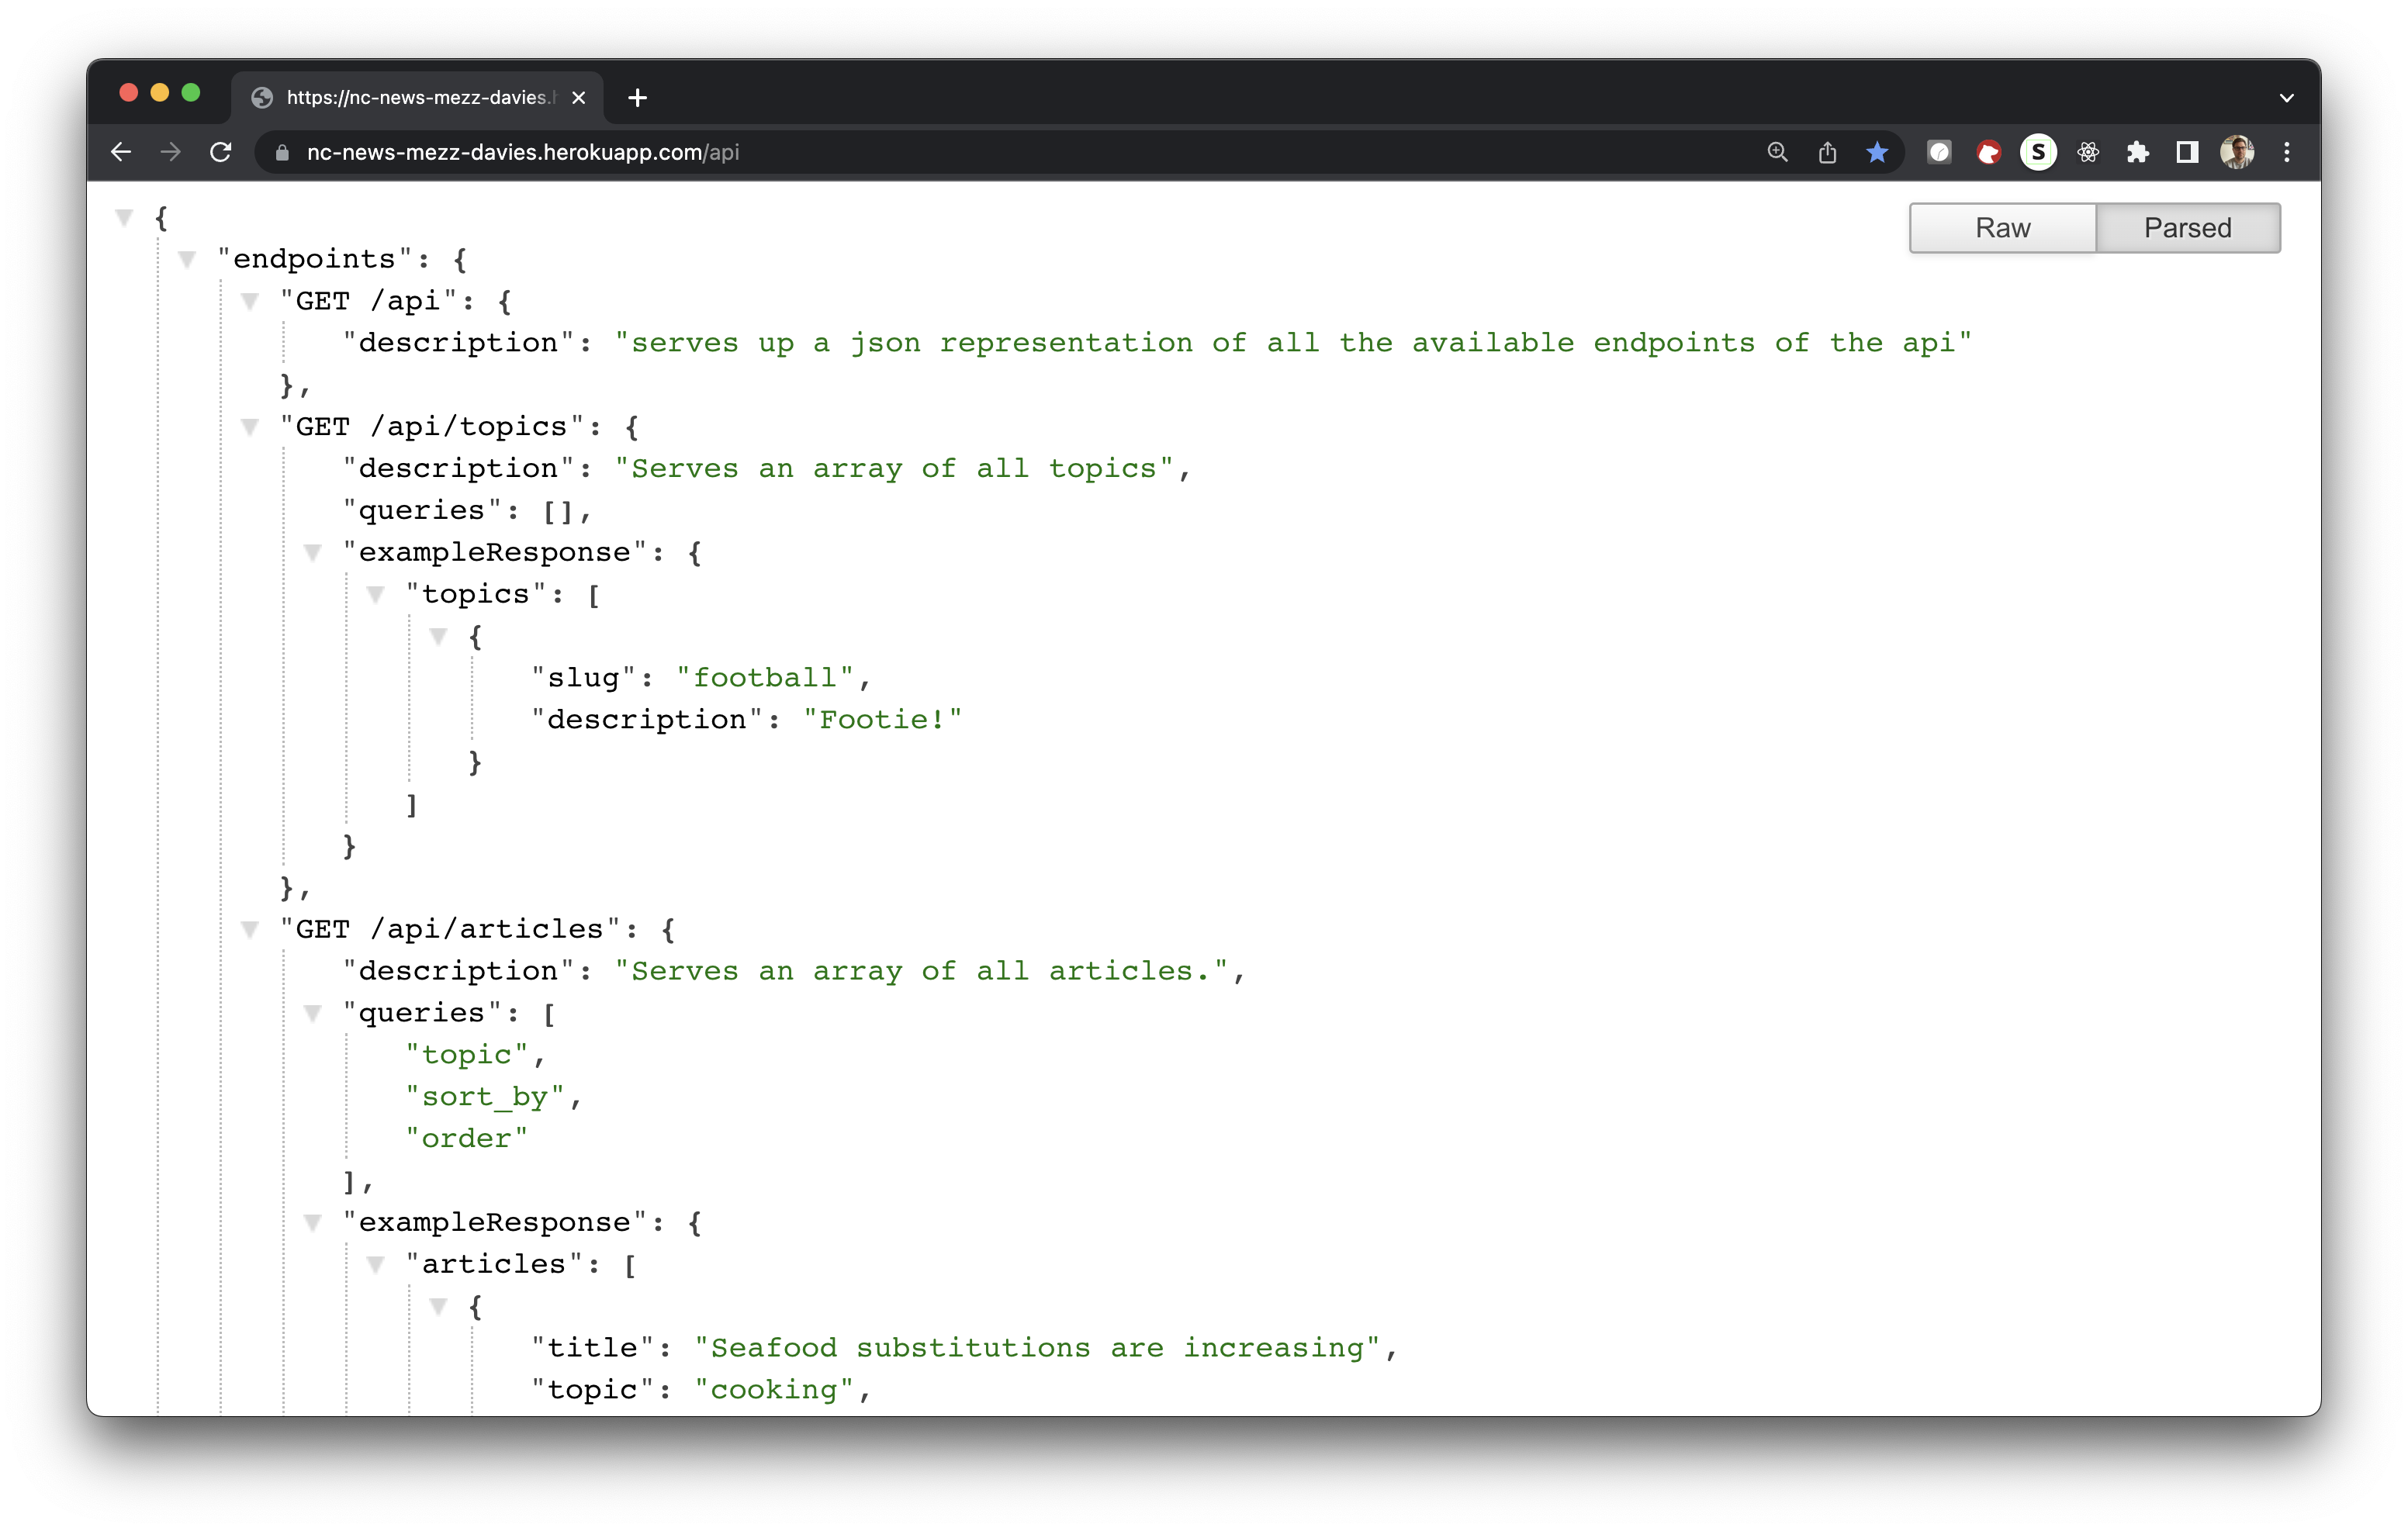 https://nc-news-mezz-davies.h
nc-news-mezz-davies.herokuapp.com/api
S
Raw
Parsed
{
"endpoints": {
"GET /api": {
"description": "serves up a json representation of all the available endpoints of the api"
},
"GET /api/topics": {
"description": "Serves an array of all topics",
"queries": [],
"exampleResponse": {
"topics": [
{
"slug": "football",
"description": "Footie!"
}
]
}
},
"GET /api/articles": {
"description": "Serves an array of all articles.",
"queries": [
"topic",
"sort_by",
"order"
],
"exampleResponse": {
"articles": [
{
"title": "Seafood substitutions are increasing",
"topic": "cooking",